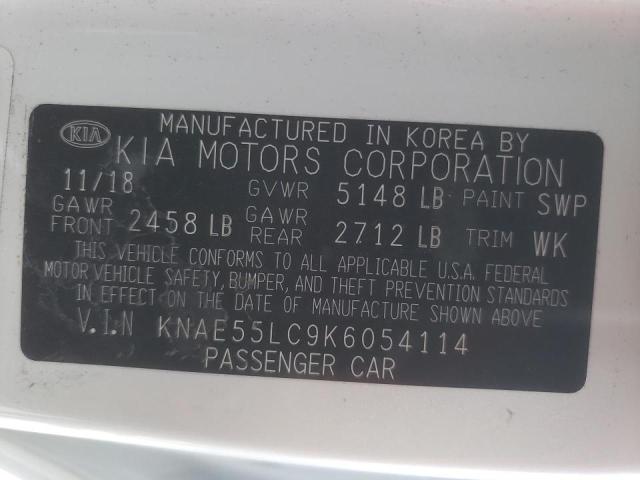 KIA
MANUFACTURED IN KOREA BY
KIA MOTORS CORPORATION
11/18 GVWR 5148 LB PAINT SWP
GAWR FRONT 2458 LB GAWR REAR 2712 LB TRIM WK
THIS VEHICLE CONFORMS TO ALL APPLICABLE U.S.A. FEDERAL
MOTOR VEHICLE SAFETY, BUMPER, AND THEFT PREVENTION STANDARDS
IN EFFECT ON THE DATE OF MANUFACTURE SHOWN ABOVE
V.I.N KNAE55LC9K6054114
PASSENGER CAR